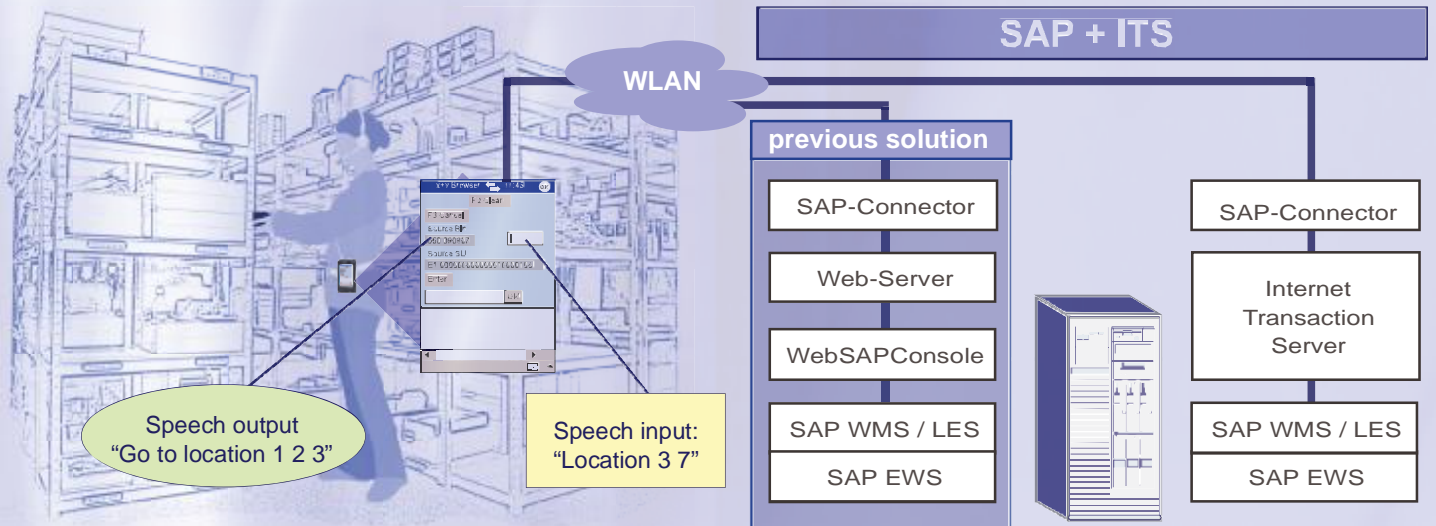 SAP + ITS
WLAN
previous solution
SAP-Connector
Web-Server
WebSAPConsole
SAP WMS / LES
SAP EWS
SAP-Connector
Internet
Transaction
Server
SAP WMS / LES
SAP EWS
Browser
Enter
Speech output
“Go to location 1 2 3”
Speech input:
“Location 3 7”